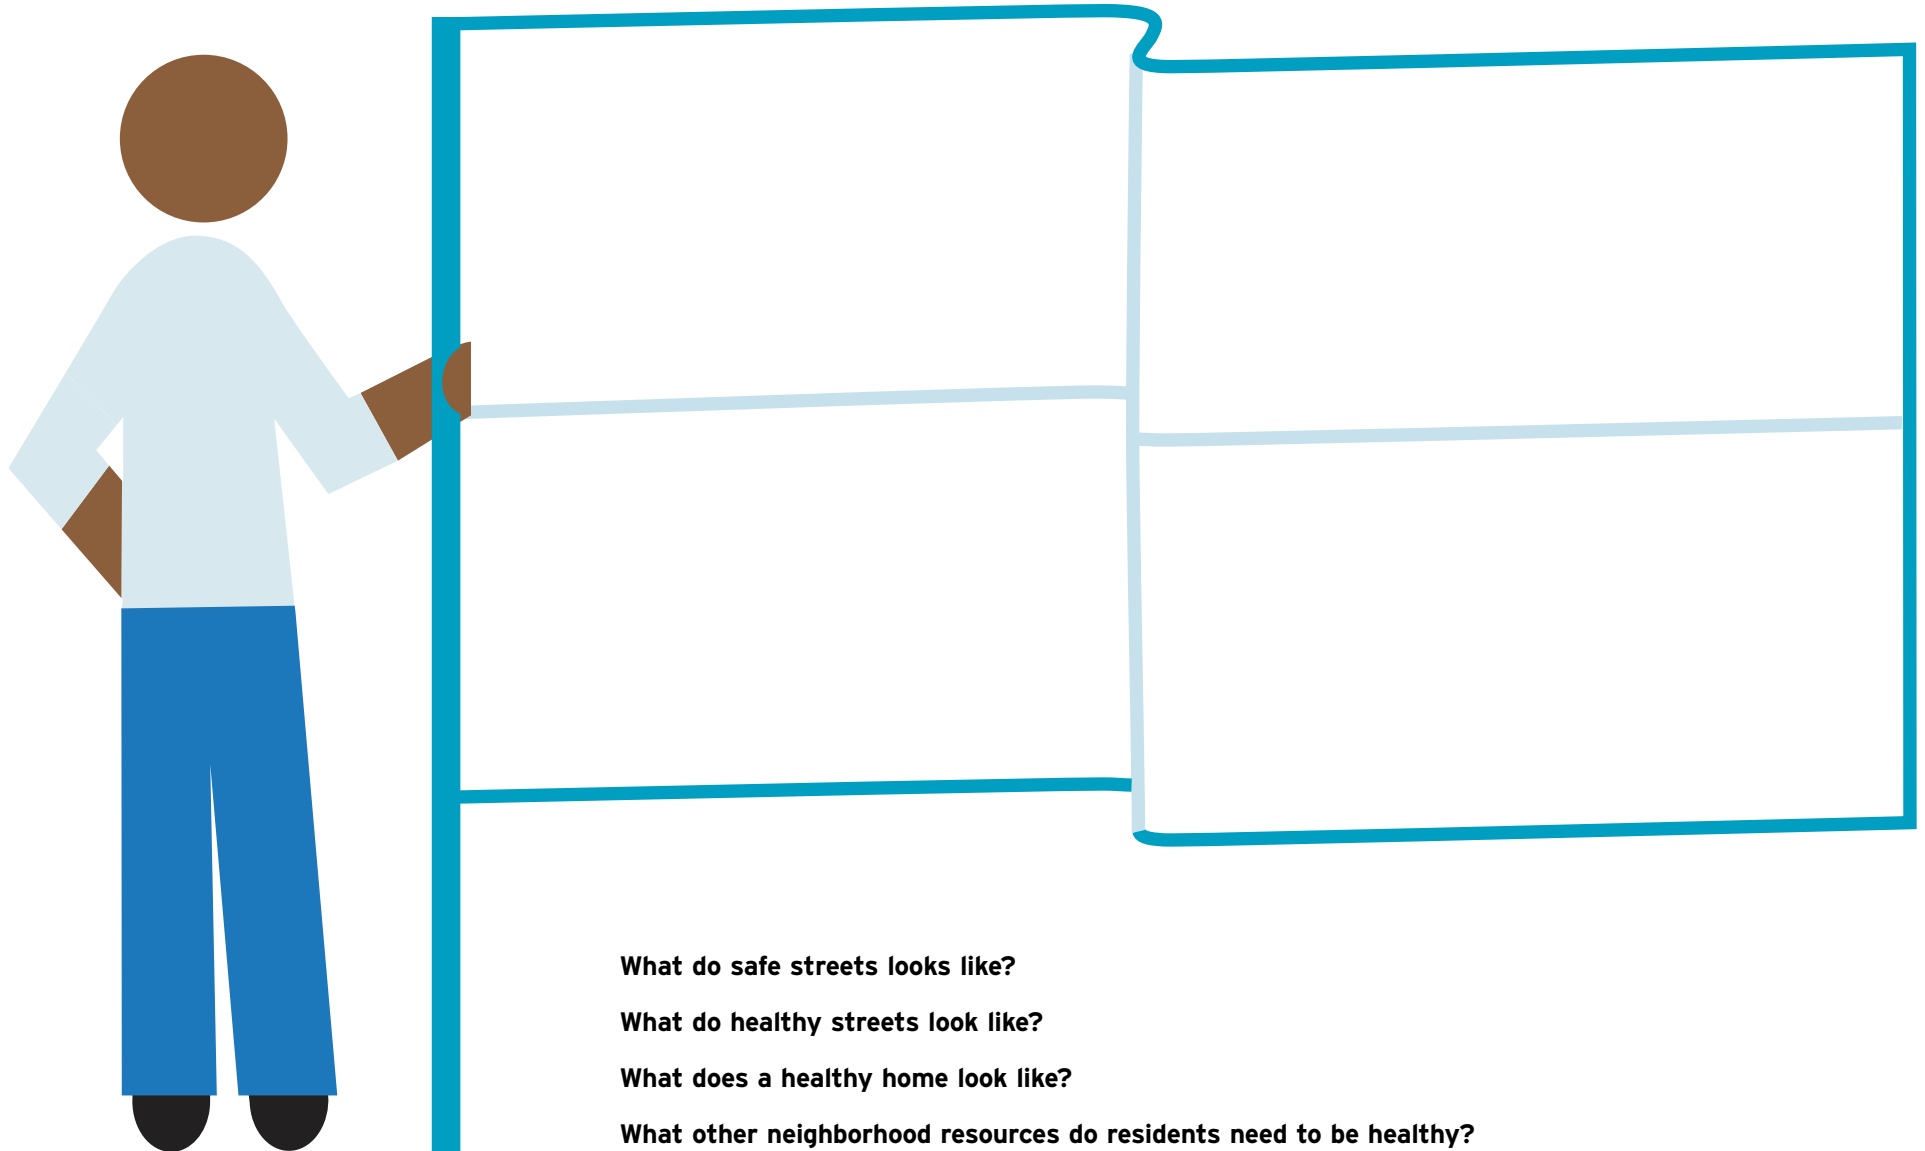 What do safe streets looks like?
What do healthy streets look like?
What does a healthy home look like?
What other neighborhood resources do residents need to be healthy?